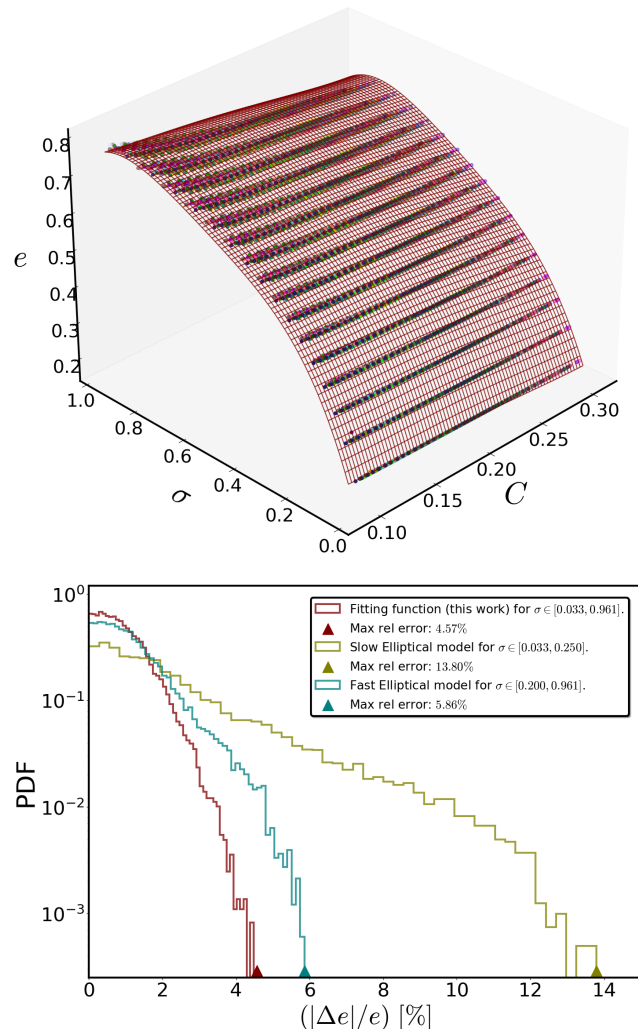 0.8
0.7
0.6
0.5
0.4
0.3
0.2
e
1.0
0.8
0.6
0.4
0.2
0.0
σ
0.10
0.15
0.20
0.25
0.30
C
10⁰
10⁻¹
10⁻²
10⁻³
PDF
Fitting function (this work) for σ ∈ [0.033, 0.961].
Max rel error: 4.57%
Slow Elliptical model for σ ∈ [0.033, 0.250].
Max rel error: 13.80%
Fast Elliptical model for σ ∈ [0.200, 0.961].
Max rel error: 5.86%
0 2 4 6 8 10 12 14
(|Δe|/e) [%]